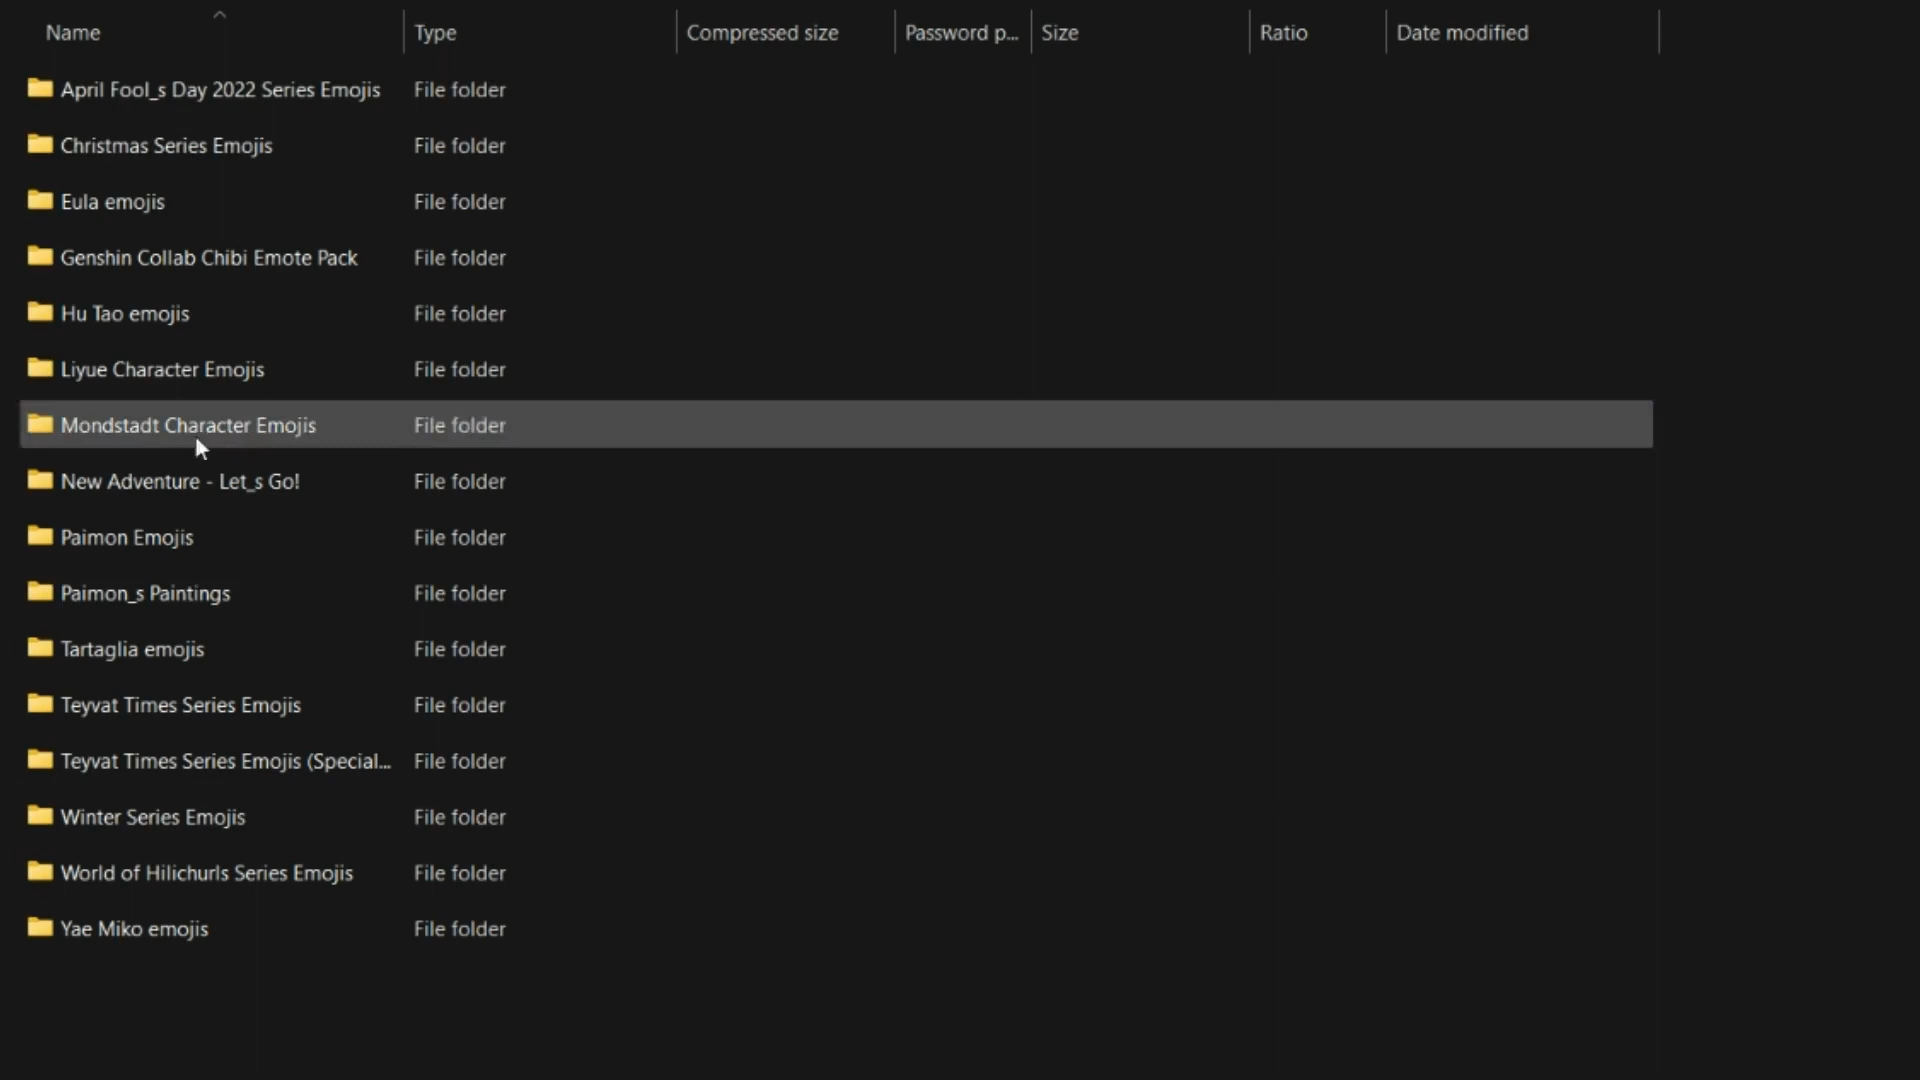 Name Type Compressed size Password p... Size Ratio Date modified
April Fool_s Day 2022 Series Emojis File folder
Christmas Series Emojis File folder
Eula emojis File folder
Genshin Collab Chibi Emote Pack File folder
Hu Tao emojis File folder
Liyue Character Emojis File folder
Mondstadt Character Emojis File folder
New Adventure - Let_s Go! File folder
Paimon Emojis File folder
Paimon_s Paintings File folder
Tartaglia emojis File folder
Teyvat Times Series Emojis File folder
Teyvat Times Series Emojis (Special... File folder
Winter Series Emojis File folder
World of Hilichurls Series Emojis File folder
Yae Miko emojis File folder